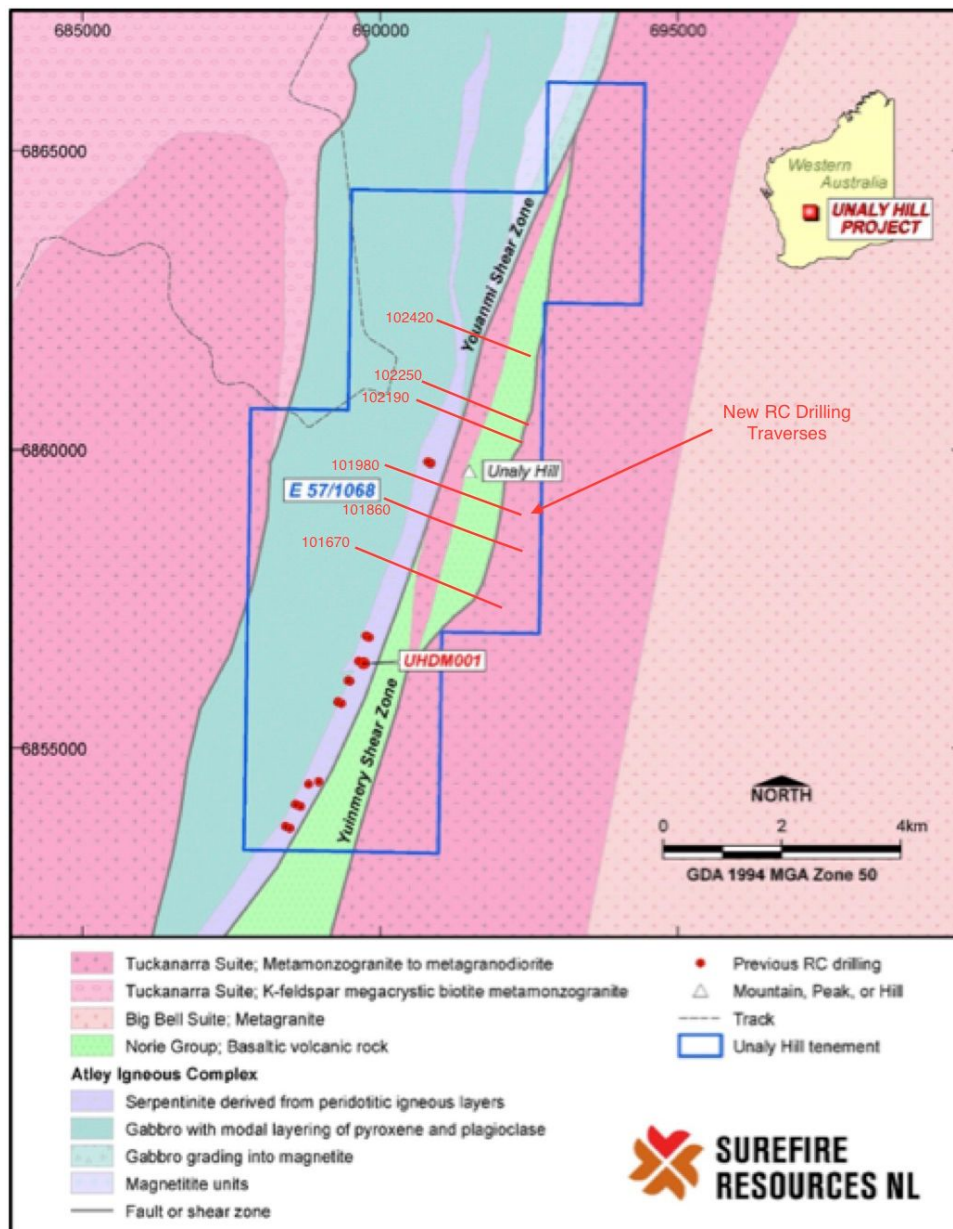 685000
690000
695000
6865000
Western
Australia
UNALY HILL
PROJECT
Youanmi Shear Zone
102420
102250
102190
New RC Drilling
Traverses
6860000
101980
Unaly Hill
E 57/1068
101860
101670
UHDM001
6855000
Yuinmery Shear Zone
NORTH
0 2 4km
GDA 1994 MGA Zone 50
Tuckanarra Suite; Metamonzogranite to metagranodiorite
Tuckanarra Suite; K-feldspar megacrystic biotite metamonzogranite
Big Bell Suite; Metagranite
Norie Group; Basaltic volcanic rock
Atley Igneous Complex
Serpentinite derived from peridotitic igneous layers
Gabbro with modal layering of pyroxene and plagioclase
Gabbro grading into magnetite
Magnetitite units
Fault or shear zone
Previous RC drilling
Mountain, Peak, or Hill
Track
Unaly Hill tenement
SUREFIRE
RESOURCES NL